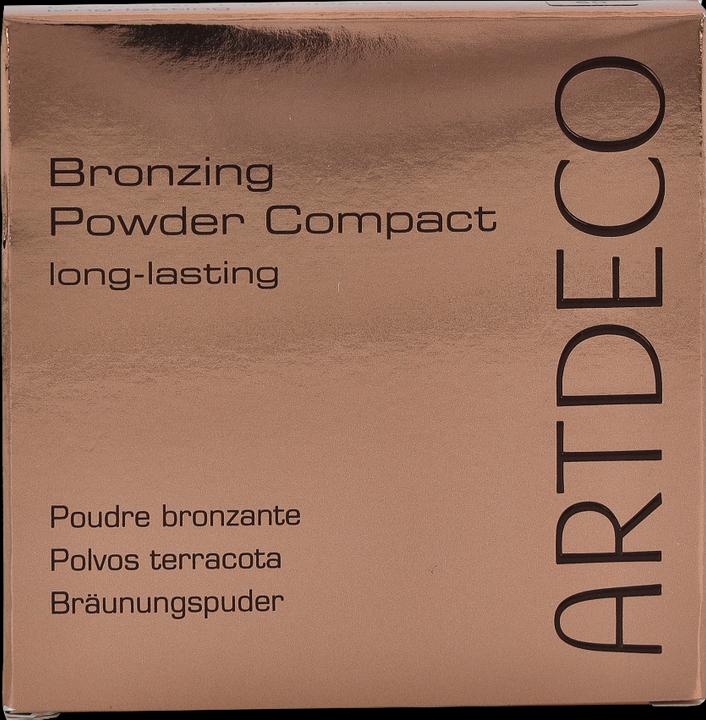 Bronzing
Powder Compact
long-lasting
Poudre bronzante
Polvos terracota
Bräunungspuder
ARTDECO